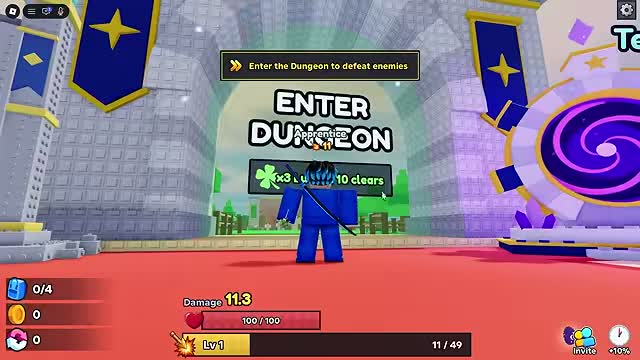 Enter the Dungeon to defeat enemies
Te
ENTER
DUNGEON
Apprentice
11
x3 10 clears
0/4
0
0
Damage 11.3
100 / 100
Lv 1
11 / 49
Invite
+10%